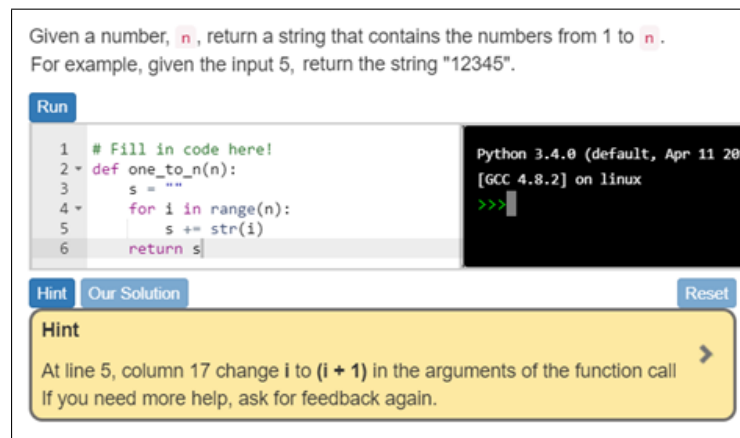 Given a number, n, return a string that contains the numbers from 1 to n.
For example, given the input 5, return the string "12345".
Run
1 # Fill in code here!
2 def one_to_n(n):
3     s = ""
4     for i in range(n):
5         s += str(i)
6     return s
Python 3.4.0 (default, Apr 11 20
[GCC 4.8.2] on linux
>>>
Hint Our Solution Reset
Hint
At line 5, column 17 change i to (i + 1) in the arguments of the function call
If you need more help, ask for feedback again.